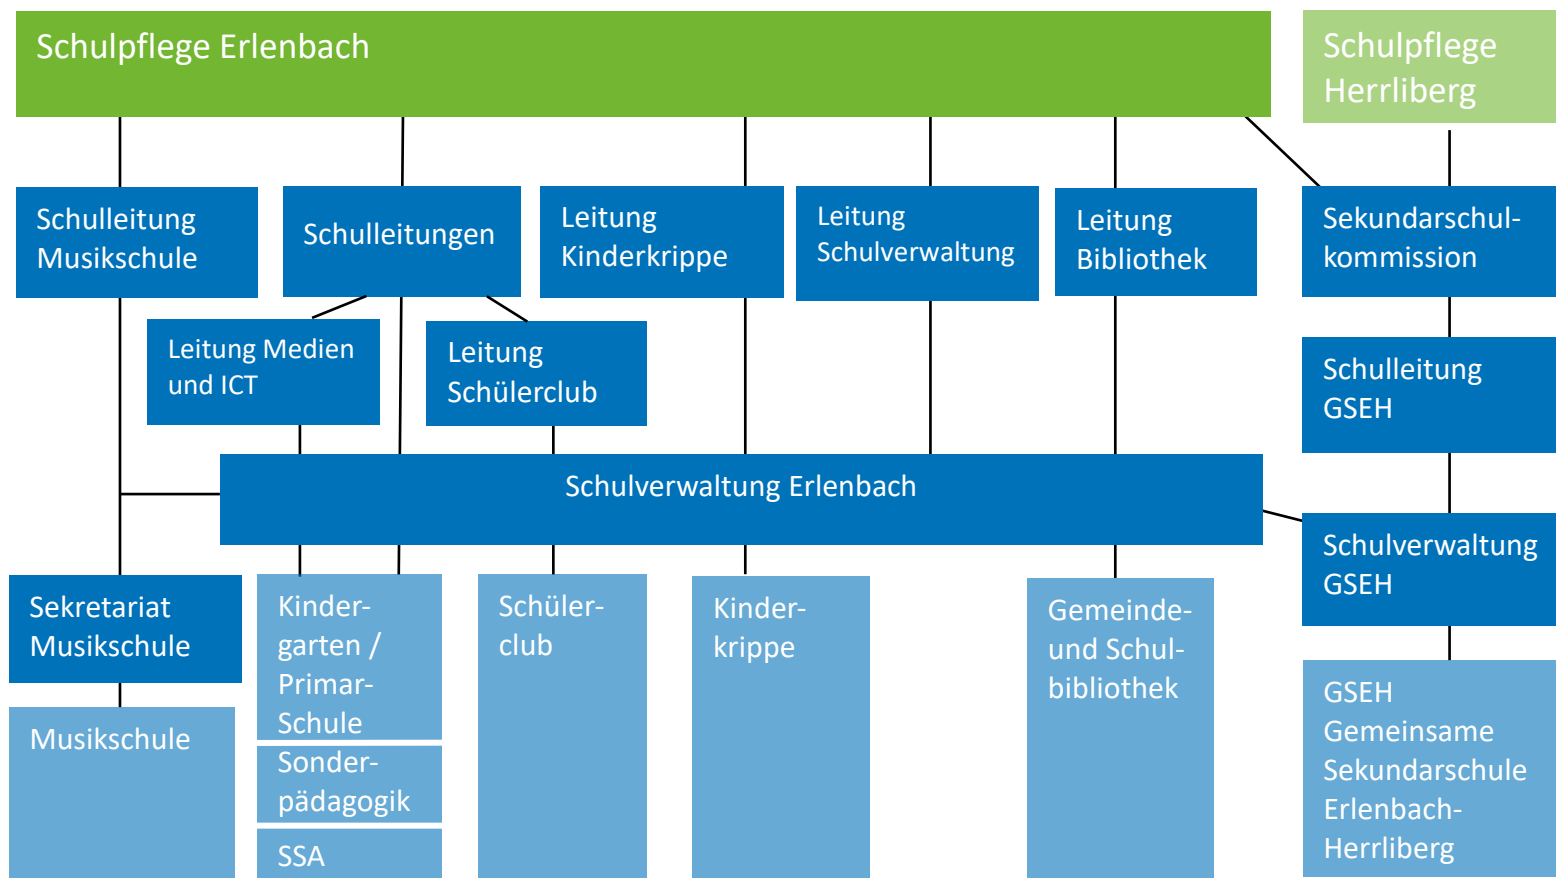 Schulpflege Erlenbach
Schulpflege
Herrliberg
Schulleitung
Musikschule
Schulleitungen
Leitung
Kinderkrippe
Leitung
Schulverwaltung
Leitung
Bibliothek
Sekundarschul-
kommission
Leitung Medien
und ICT
Leitung
Schülerclub
Schulleitung
GSEH
Schulverwaltung Erlenbach
Schulverwaltung
GSEH
Sekretariat
Musikschule
Kinder-
garten /
Primar-
Schule
Schüler-
club
Kinder-
krippe
Gemeinde-
und Schul-
bibliothek
Musikschule
Sonder-
pädagogik
SSA
GSEH
Gemeinsame
Sekundarschule
Erlenbach-
Herrliberg